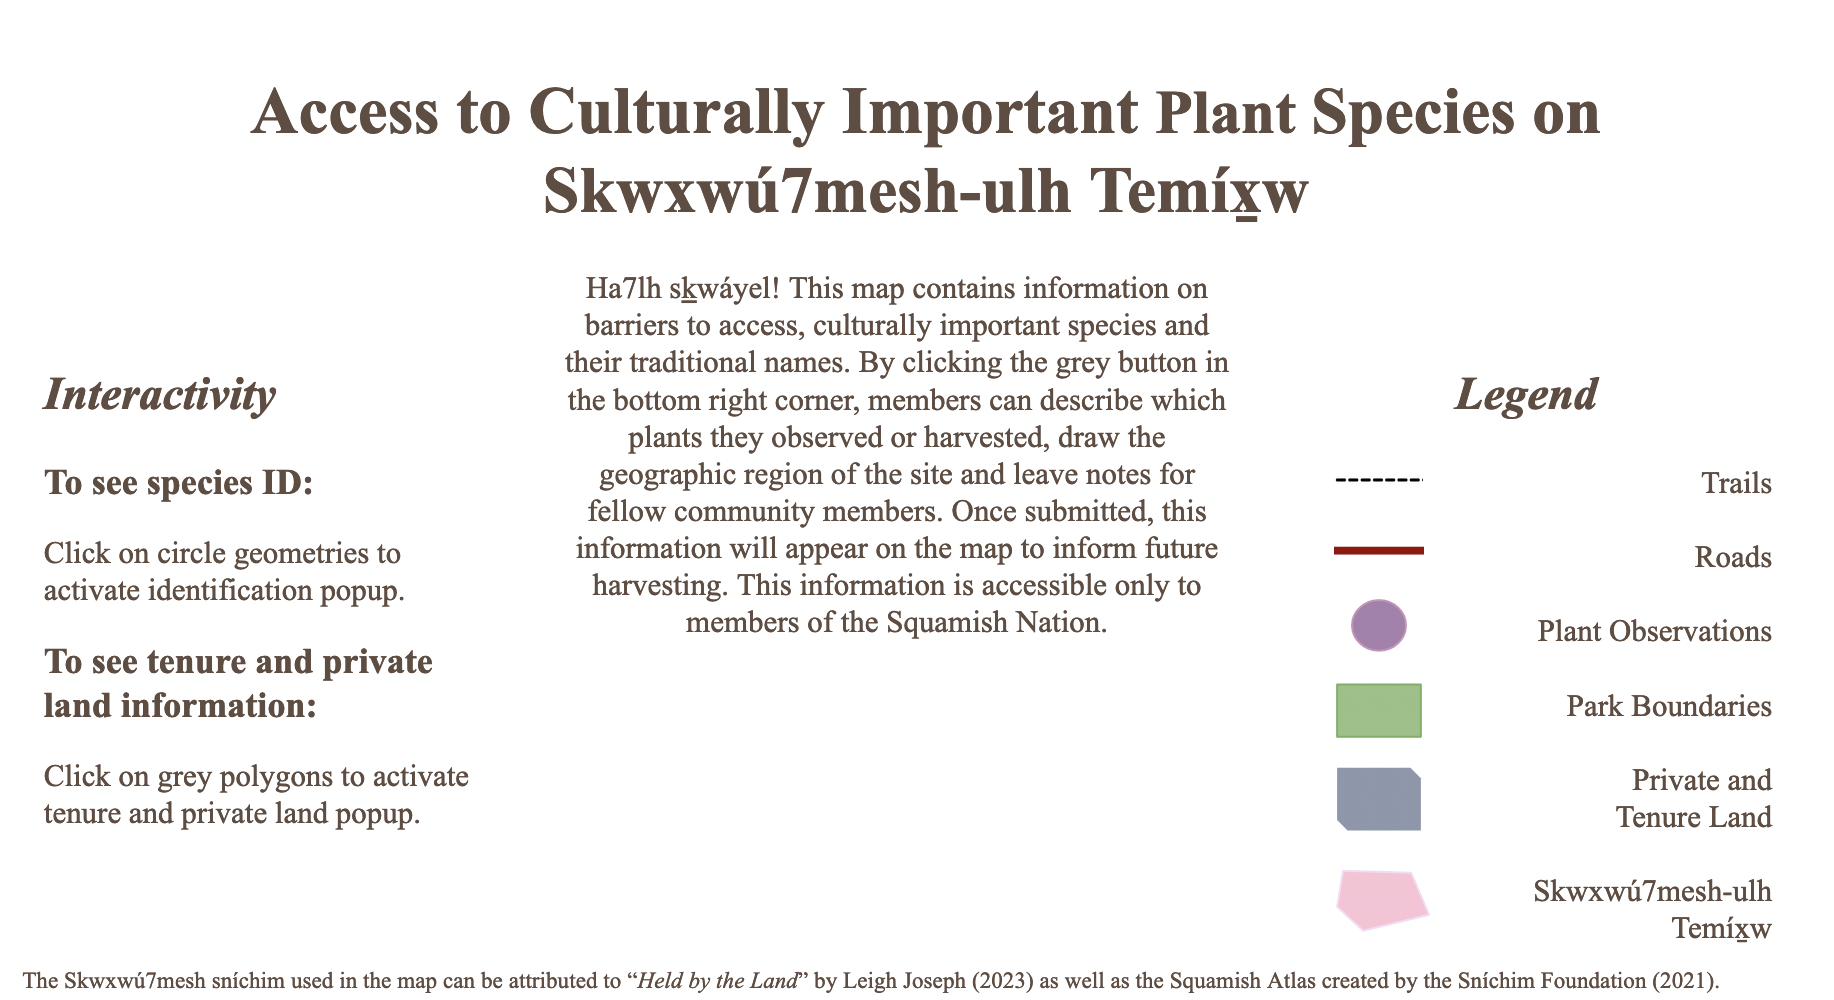 Access to Culturally Important Plant Species on
Skwxwú7mesh-ulh Temíx̲w
Ha7lh sk̲wáyel! This map contains information on
barriers to access, culturally important species and
their traditional names. By clicking the grey button in
the bottom right corner, members can describe which
plants they observed or harvested, draw the
geographic region of the site and leave notes for
fellow community members. Once submitted, this
information will appear on the map to inform future
harvesting. This information is accessible only to
members of the Squamish Nation.
Interactivity
To see species ID:
Click on circle geometries to
activate identification popup.
To see tenure and private
land information:
Click on grey polygons to activate
tenure and private land popup.
Legend
Trails
Roads
Plant Observations
Park Boundaries
Private and
Tenure Land
Skwxwú7mesh-ulh
Temíx̲w
The Skwxwú7mesh sníchim used in the map can be attributed to “Held by the Land” by Leigh Joseph (2023) as well as the Squamish Atlas created by the Sníchim Foundation (2021).